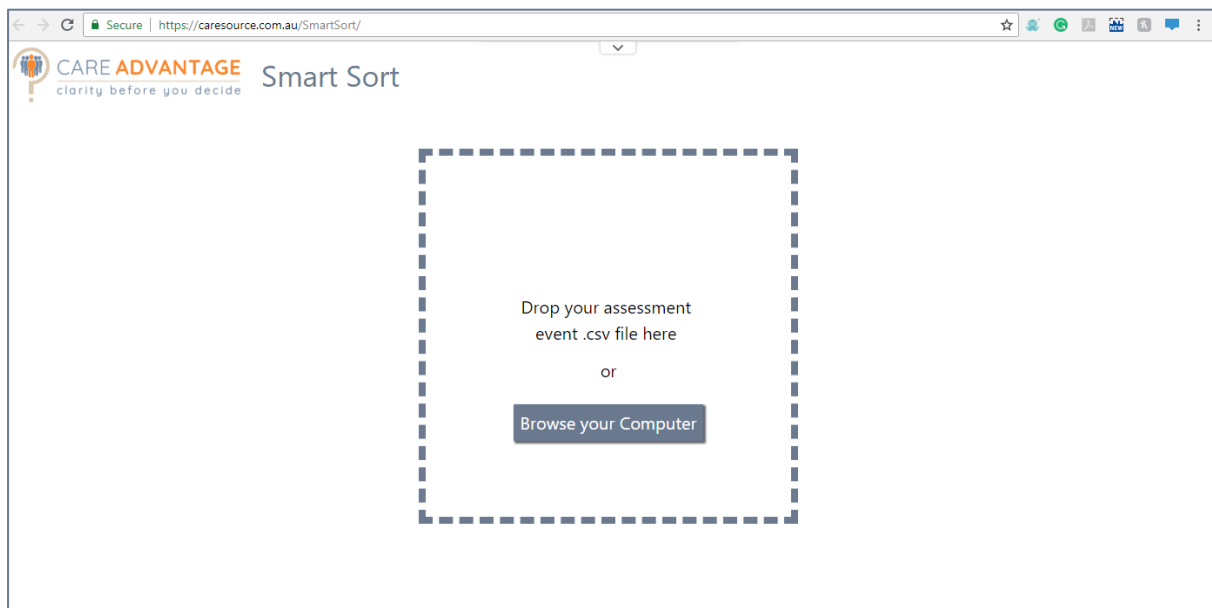 Secure | https://caresource.com.au/SmartSort/
NEW
CARE ADVANTAGE
clarity before you decide
Smart Sort
Drop your assessment
event .csv file here
or
Browse your Computer